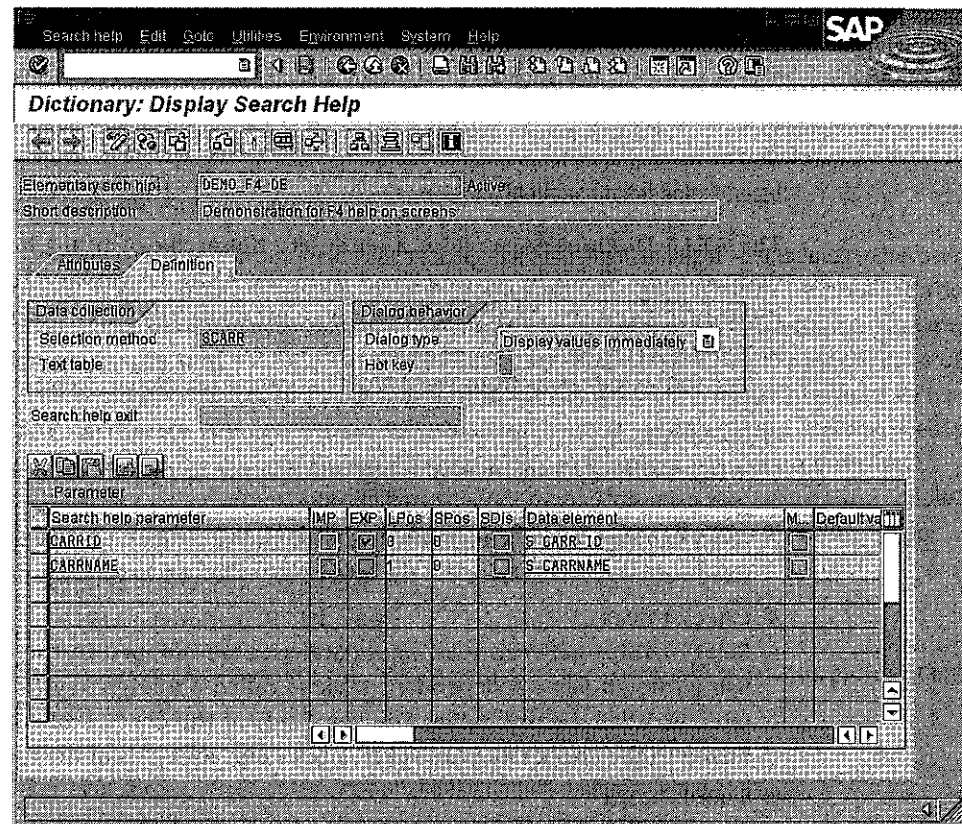 Search help Edit Goto Utilities Environment System Help
SAP
Dictionary: Display Search Help
Elementary srch hlp DEMO_F4_DE Active
Short description Demonstration for F4 help on screens
Attributes Definition
Data collection Dialog behavior
Selection method SCARR Dialog type Display values immediately
Text table Hot key
Search help exit
Parameter
Search help parameter IMP EXP LPos SPos SDis Data element M... Default va
CARRID 0 S_CARR_ID
CARRNAME 1 0 S_CARRNAME